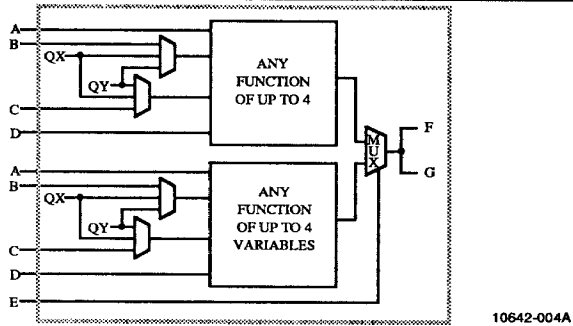 A
B
QX
QY
C
D
ANY
FUNCTION
OF UP TO 4
A
B
QX
QY
C
D
E
ANY
FUNCTION
OF UP TO 4
VARIABLES
MUX
F
G
10642-004A